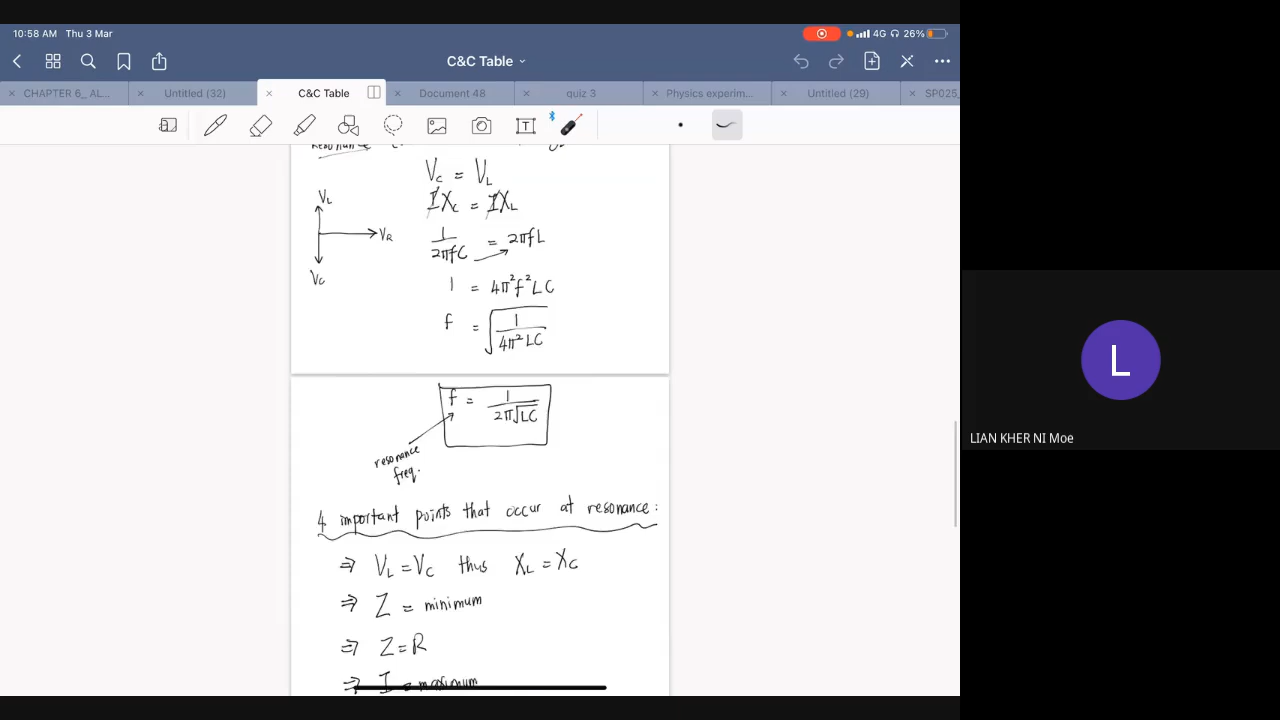 10:58 AM Thu 3 Mar
4G 26%
C&C Table
CHAPTER 6_ AL...
Untitled (32)
C&C Table
Document 48
quiz 3
Physics experim...
Untitled (29)
SP025_
T
V_C = V_L
IX_C = IX_L
1/2πfC = 2πfL
1 = 4π²f²LC
f = √(1/4π²LC)
V_L
V_R
V_C
f = 1/2π√LC
resonance
freq.
4 important points that occur at resonance:
⇒ V_L = V_C thus X_L = X_C
⇒ Z = minimum
⇒ Z = R
⇒ I = maximum
L
LIAN KHER NI Moe